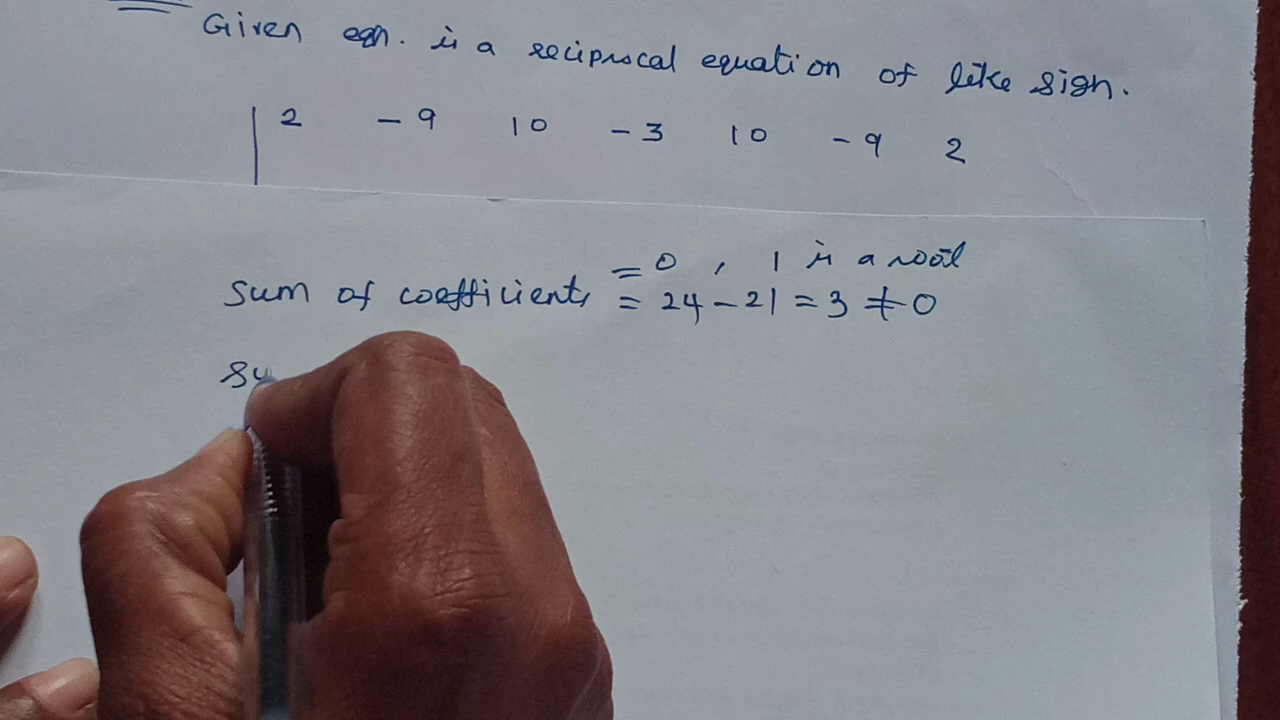 Given eqn. is a reciprocal equation of like sign.
2 -9 10 -3 10 -9 2
= 0 , 1 is a root
Sum of coefficients = 24 - 21 = 3 ≠ 0
Su